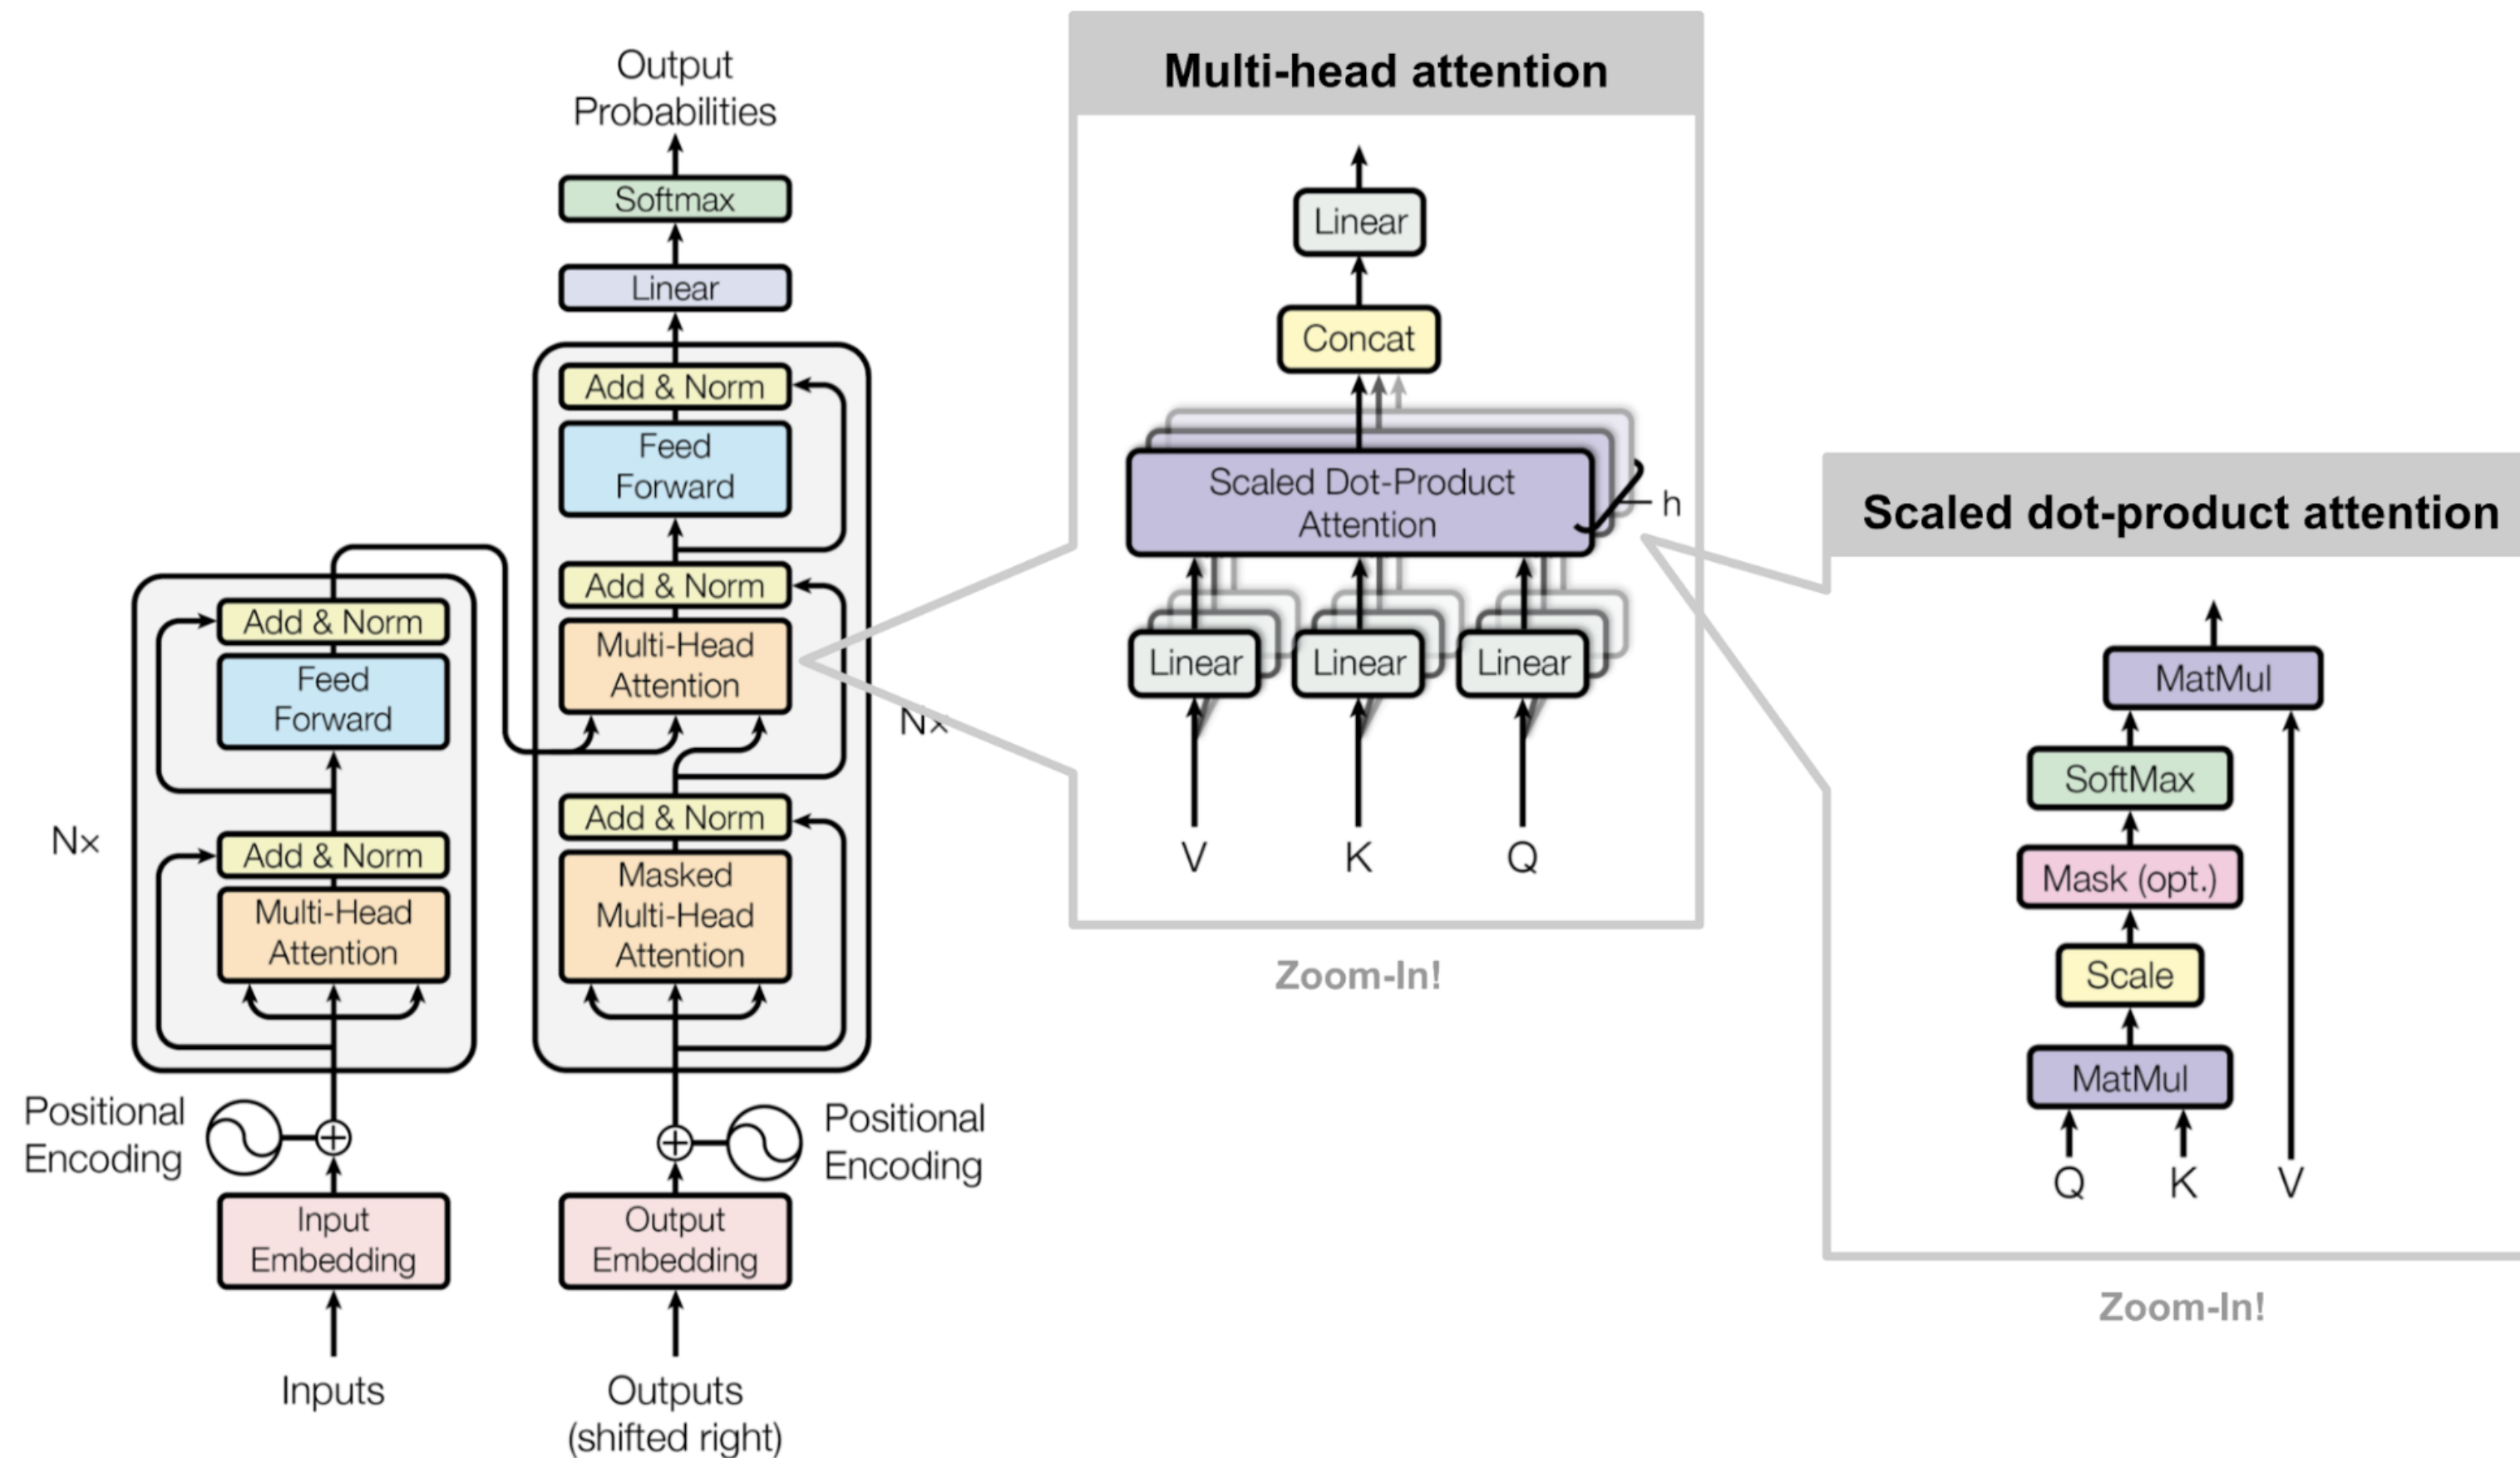 Output
Probabilities
Softmax
Linear
Add & Norm
Feed
Forward
Add & Norm
Multi-Head
Attention
N×
Add & Norm
Masked
Multi-Head
Attention
Positional
Encoding
Output
Embedding
Outputs
(shifted right)
Add & Norm
Feed
Forward
N×
Add & Norm
Multi-Head
Attention
Positional
Encoding
Input
Embedding
Inputs
Multi-head attention
Linear
Concat
Scaled Dot-Product
Attention
h
Linear Linear Linear
V K Q
Zoom-In!
Scaled dot-product attention
MatMul
SoftMax
Mask (opt.)
Scale
MatMul
Q K V
Zoom-In!